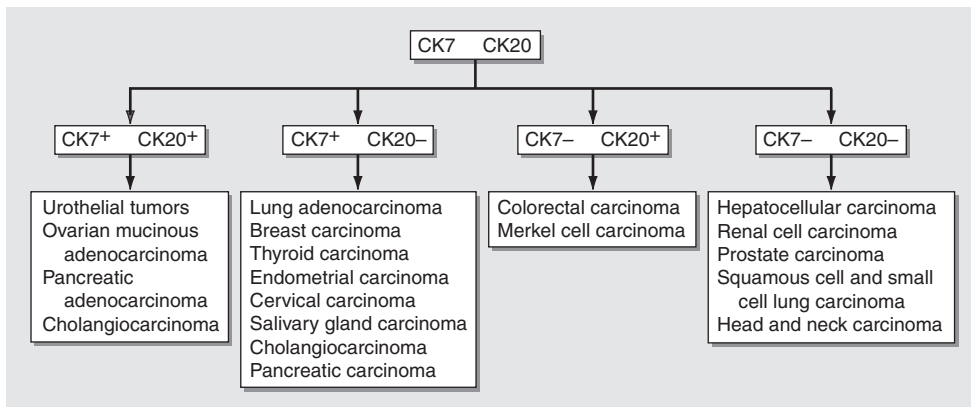 CK7 CK20
CK7+ CK20+
CK7+ CK20–
CK7– CK20+
CK7– CK20–
Urothelial tumors
Ovarian mucinous
adenocarcinoma
Pancreatic
adenocarcinoma
Cholangiocarcinoma
Lung adenocarcinoma
Breast carcinoma
Thyroid carcinoma
Endometrial carcinoma
Cervical carcinoma
Salivary gland carcinoma
Cholangiocarcinoma
Pancreatic carcinoma
Colorectal carcinoma
Merkel cell carcinoma
Hepatocellular carcinoma
Renal cell carcinoma
Prostate carcinoma
Squamous cell and small
cell lung carcinoma
Head and neck carcinoma